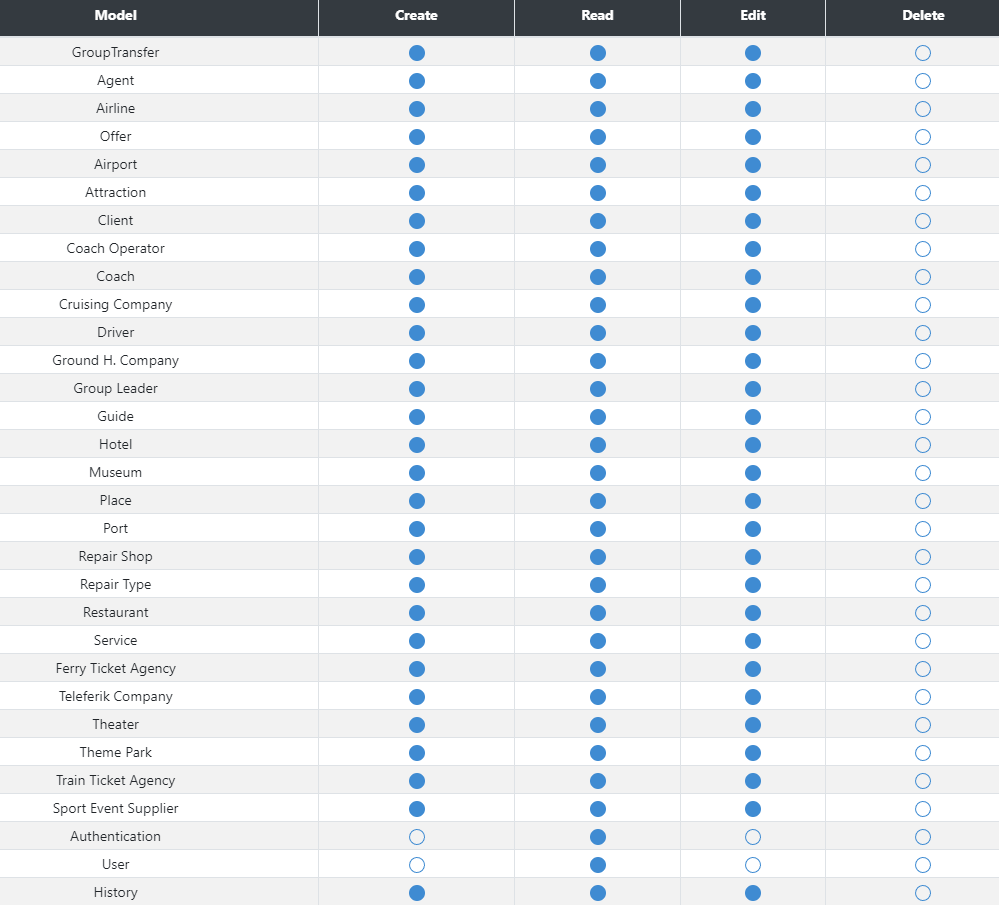 Model Create Read Edit Delete
GroupTransfer
Agent
Airline
Offer
Airport
Attraction
Client
Coach Operator
Coach
Cruising Company
Driver
Ground H. Company
Group Leader
Guide
Hotel
Museum
Place
Port
Repair Shop
Repair Type
Restaurant
Service
Ferry Ticket Agency
Teleferik Company
Theater
Theme Park
Train Ticket Agency
Sport Event Supplier
Authentication
User
History